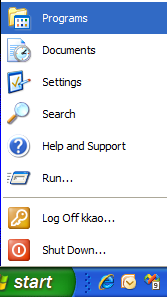 Programs
Documents
Settings
Search
Help and Support
Run...
Log Off kkao...
Shut Down...
start